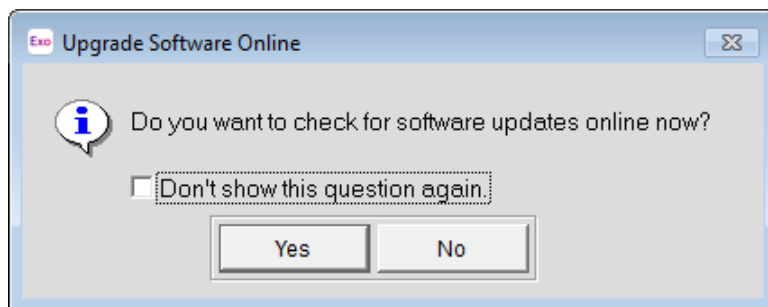 Exo Upgrade Software Online
Do you want to check for software updates online now?
Don't show this question again.
Yes No